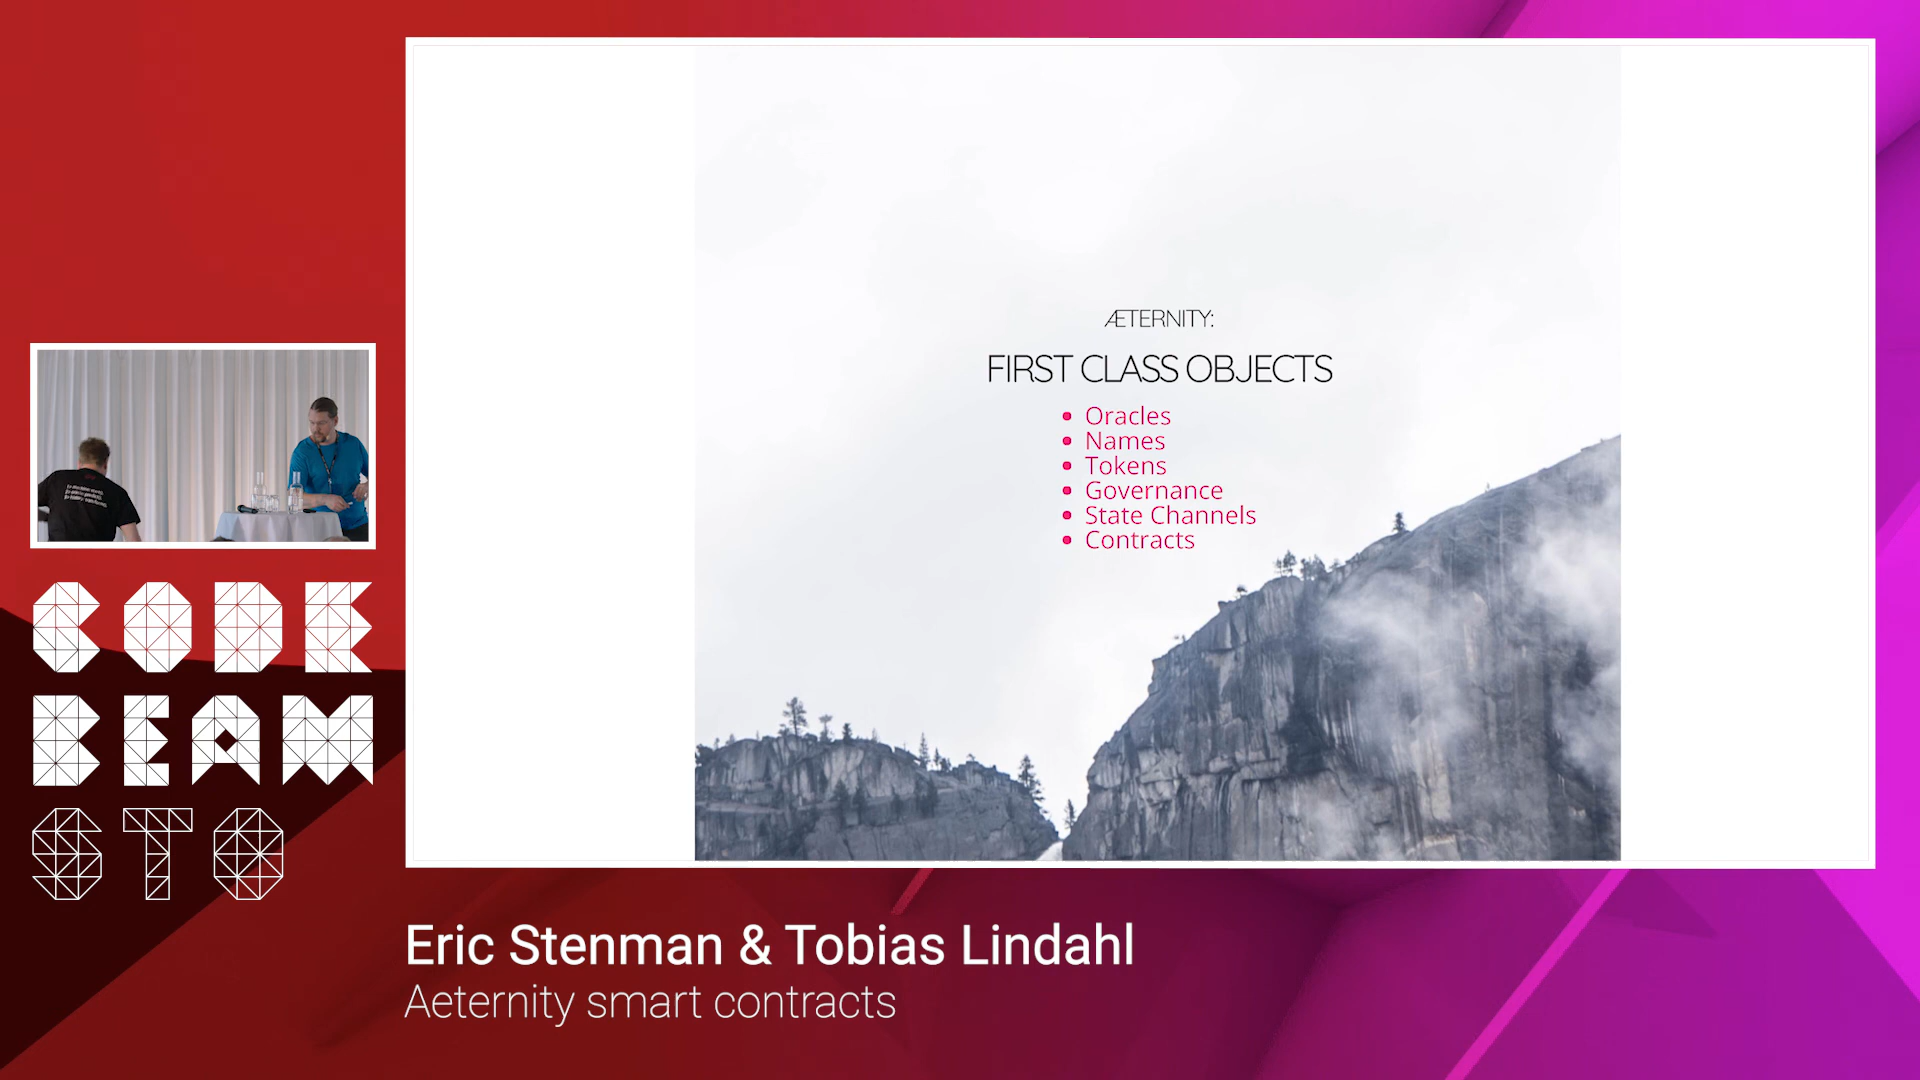 ÆTERNITY:
FIRST CLASS OBJECTS
Oracles
Names
Tokens
Governance
State Channels
Contracts
CODE
BEAM
STO
Eric Stenman & Tobias Lindahl
Aeternity smart contracts